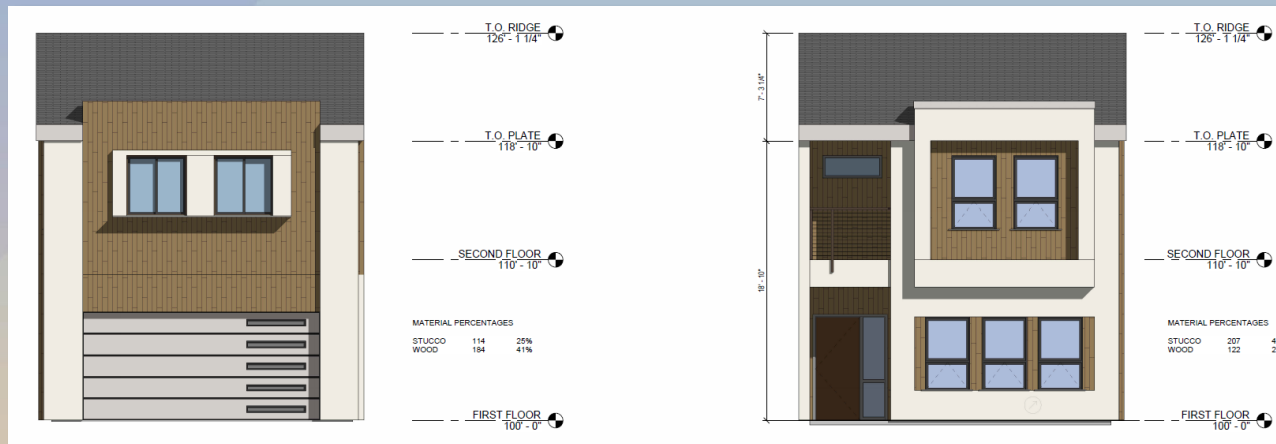 T.O. RIDGE
126' - 1 1/4"
T.O. PLATE
118' - 10"
SECOND FLOOR
110' - 10"
MATERIAL PERCENTAGES
STUCCO 114 25%
WOOD 184 41%
FIRST FLOOR
100' - 0"
7' - 3 1/4"
18' - 10"
T.O. RIDGE
126' - 1 1/4"
T.O. PLATE
118' - 10"
SECOND FLOOR
110' - 10"
MATERIAL PERCENTAGES
STUCCO 207 4
WOOD 122 2
FIRST FLOOR
100' - 0"